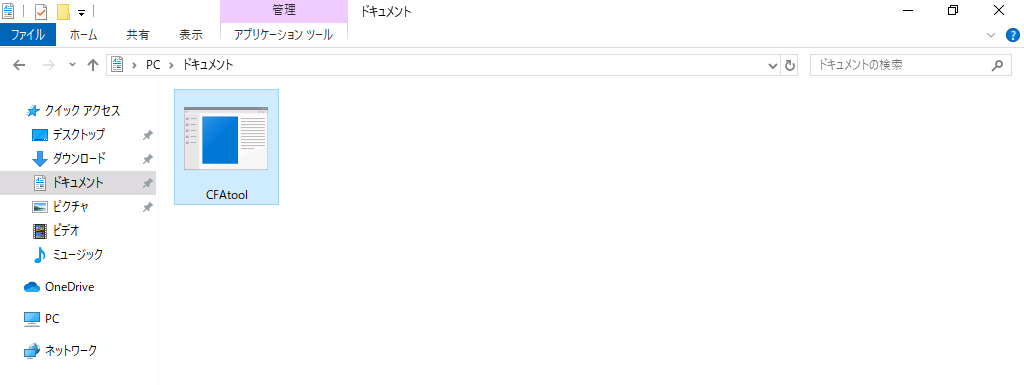 管理
ドキュメント
ファイル
ホーム
共有
表示
アプリケーション ツール
PC
ドキュメント
ドキュメントの検索
クイック アクセス
デスクトップ
ダウンロード
ドキュメント
ピクチャ
ビデオ
ミュージック
OneDrive
PC
ネットワーク
CFAtool